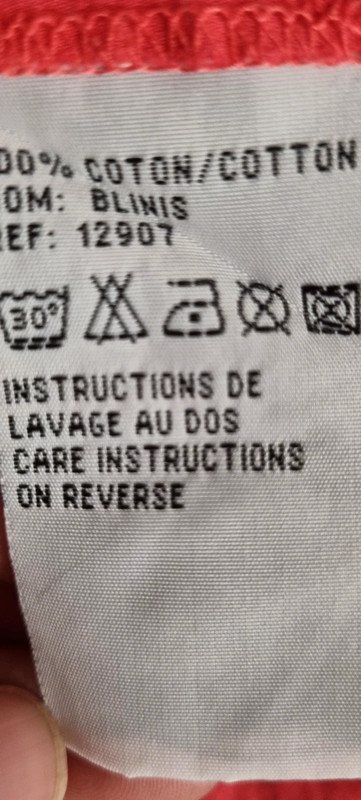 00% COTON/COTTON
OM: BLINIS
EF: 12907
30°
INSTRUCTIONS DE
LAVAGE AU DOS
CARE INSTRUCTIONS
ON REVERSE